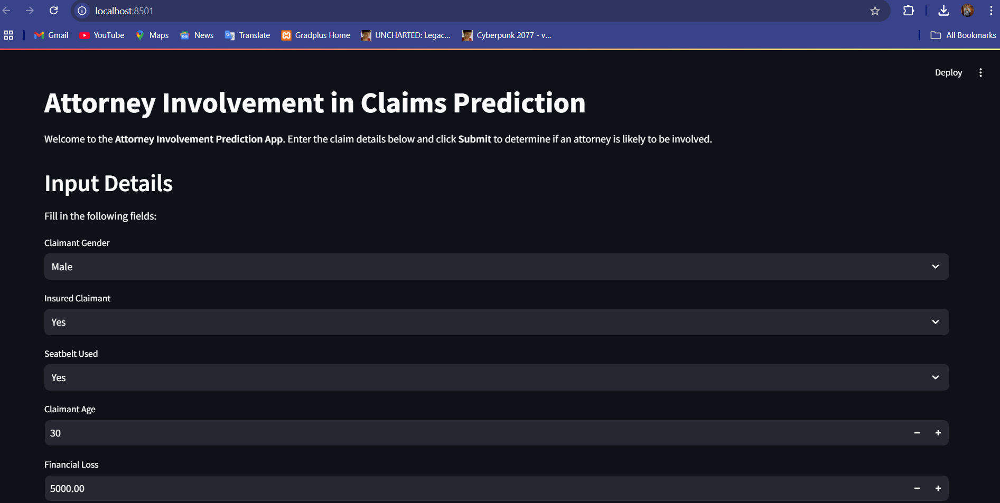 localhost:8501
Gmail YouTube Maps News Translate Gradplus Home UNCHARTED: Legac... Cyberpunk 2077 - v... All Bookmarks
Deploy
Attorney Involvement in Claims Prediction
Welcome to the Attorney Involvement Prediction App. Enter the claim details below and click Submit to determine if an attorney is likely to be involved.
Input Details
Fill in the following fields:
Claimant Gender
Male
Insured Claimant
Yes
Seatbelt Used
Yes
Claimant Age
30
Financial Loss
5000.00